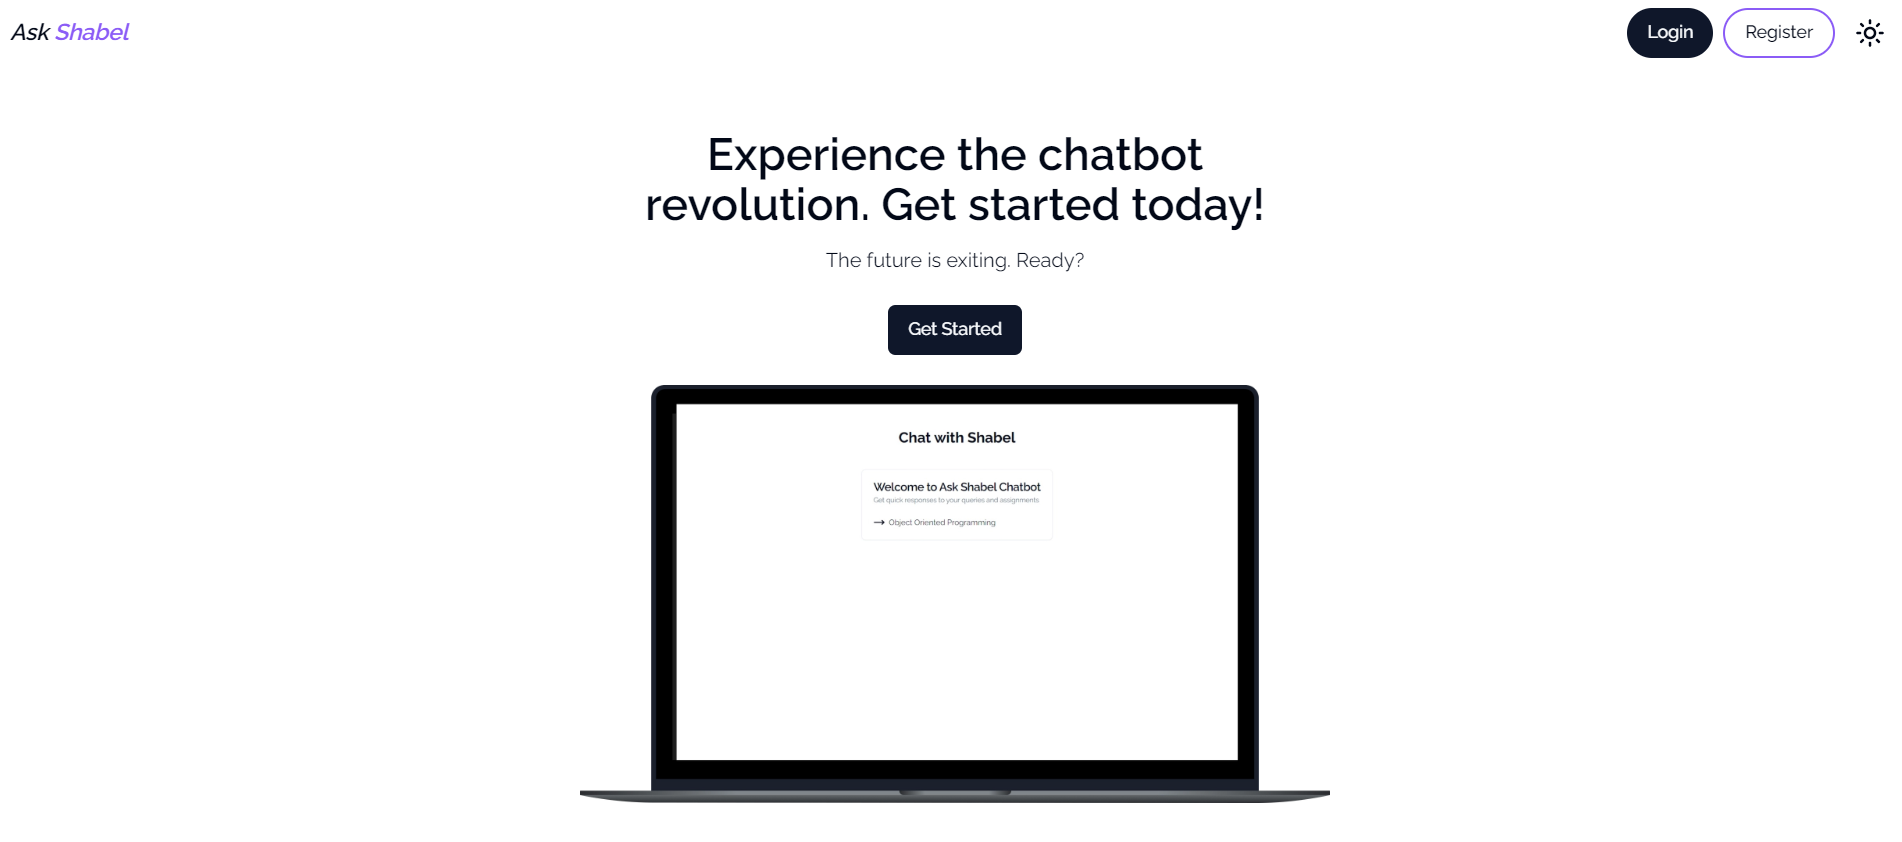 Ask Shabel
Login
Register
Experience the chatbot
revolution. Get started today!
The future is exiting. Ready?
Get Started
Chat with Shabel
Welcome to Ask Shabel Chatbot
Get quick responses to your queries and assignments.
Object Oriented Programming